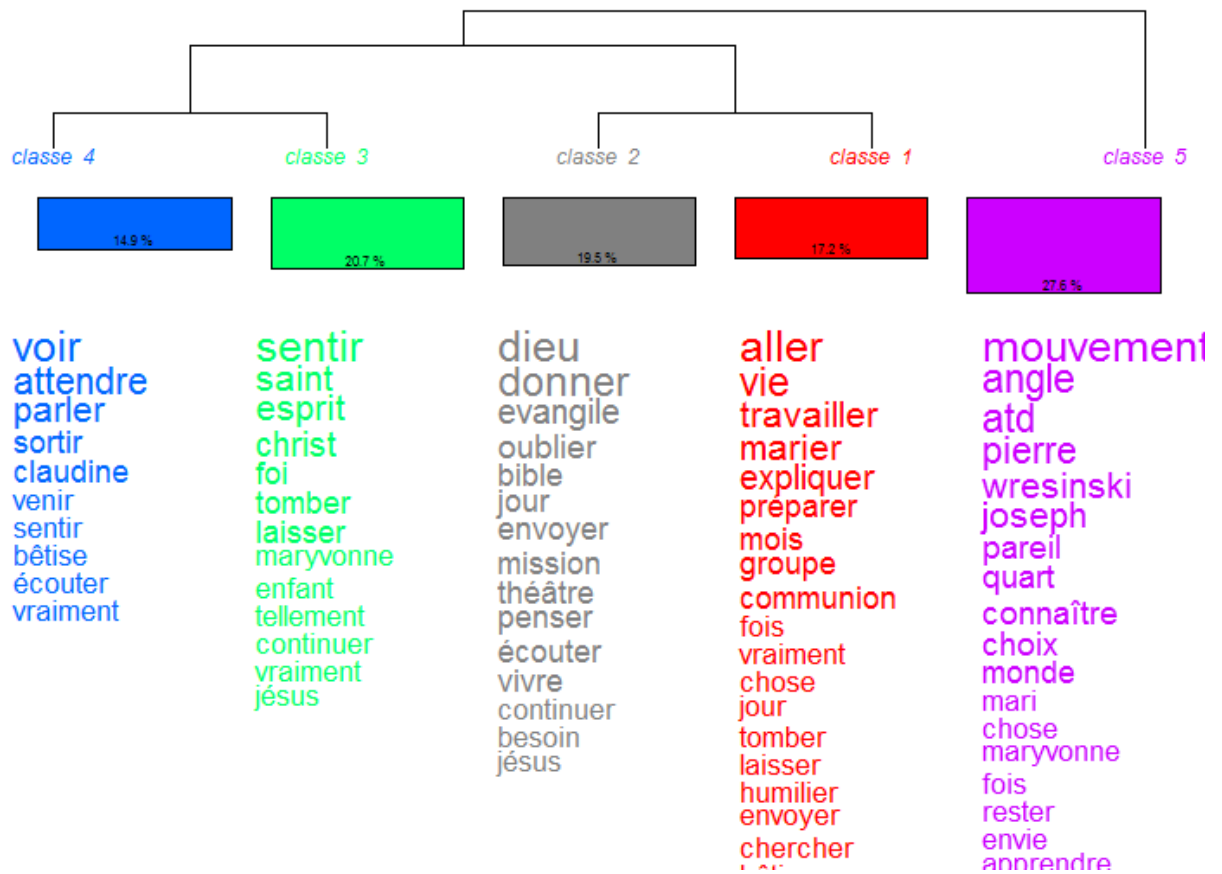 classe 4
classe 3
classe 2
classe 1
classe 5
14.9 %
20.7 %
19.5 %
17.2 %
27.6 %
voir
attendre
parler
sortir
claudine
venir
sentir
bêtise
écouter
vraiment
sentir
saint
esprit
christ
foi
tomber
laisser
maryvonne
enfant
tellement
continuer
vraiment
jésus
dieu
donner
evangile
oublier
bible
jour
envoyer
mission
théâtre
penser
écouter
vivre
continuer
besoin
jésus
aller
vie
travailler
marier
expliquer
préparer
mois
groupe
communion
fois
vraiment
chose
jour
tomber
laisser
humilier
envoyer
chercher
mouvement
angle
atd
pierre
wresinski
joseph
pareil
quart
connaître
choix
monde
mari
chose
maryvonne
fois
rester
envie
apprendre